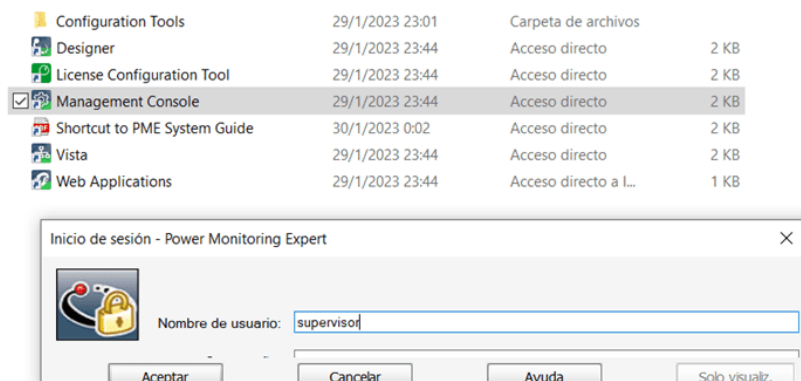 Configuration Tools 29/1/2023 23:01 Carpeta de archivos
Designer 29/1/2023 23:44 Acceso directo 2 KB
License Configuration Tool 29/1/2023 23:44 Acceso directo 2 KB
Management Console 29/1/2023 23:44 Acceso directo 2 KB
Shortcut to PME System Guide 30/1/2023 0:02 Acceso directo 2 KB
Vista 29/1/2023 23:44 Acceso directo 2 KB
Web Applications 29/1/2023 23:44 Acceso directo a I... 1 KB
Inicio de sesión - Power Monitoring Expert
Nombre de usuario: supervisor
Aceptar Cancelar Ayuda Solo visualiz.